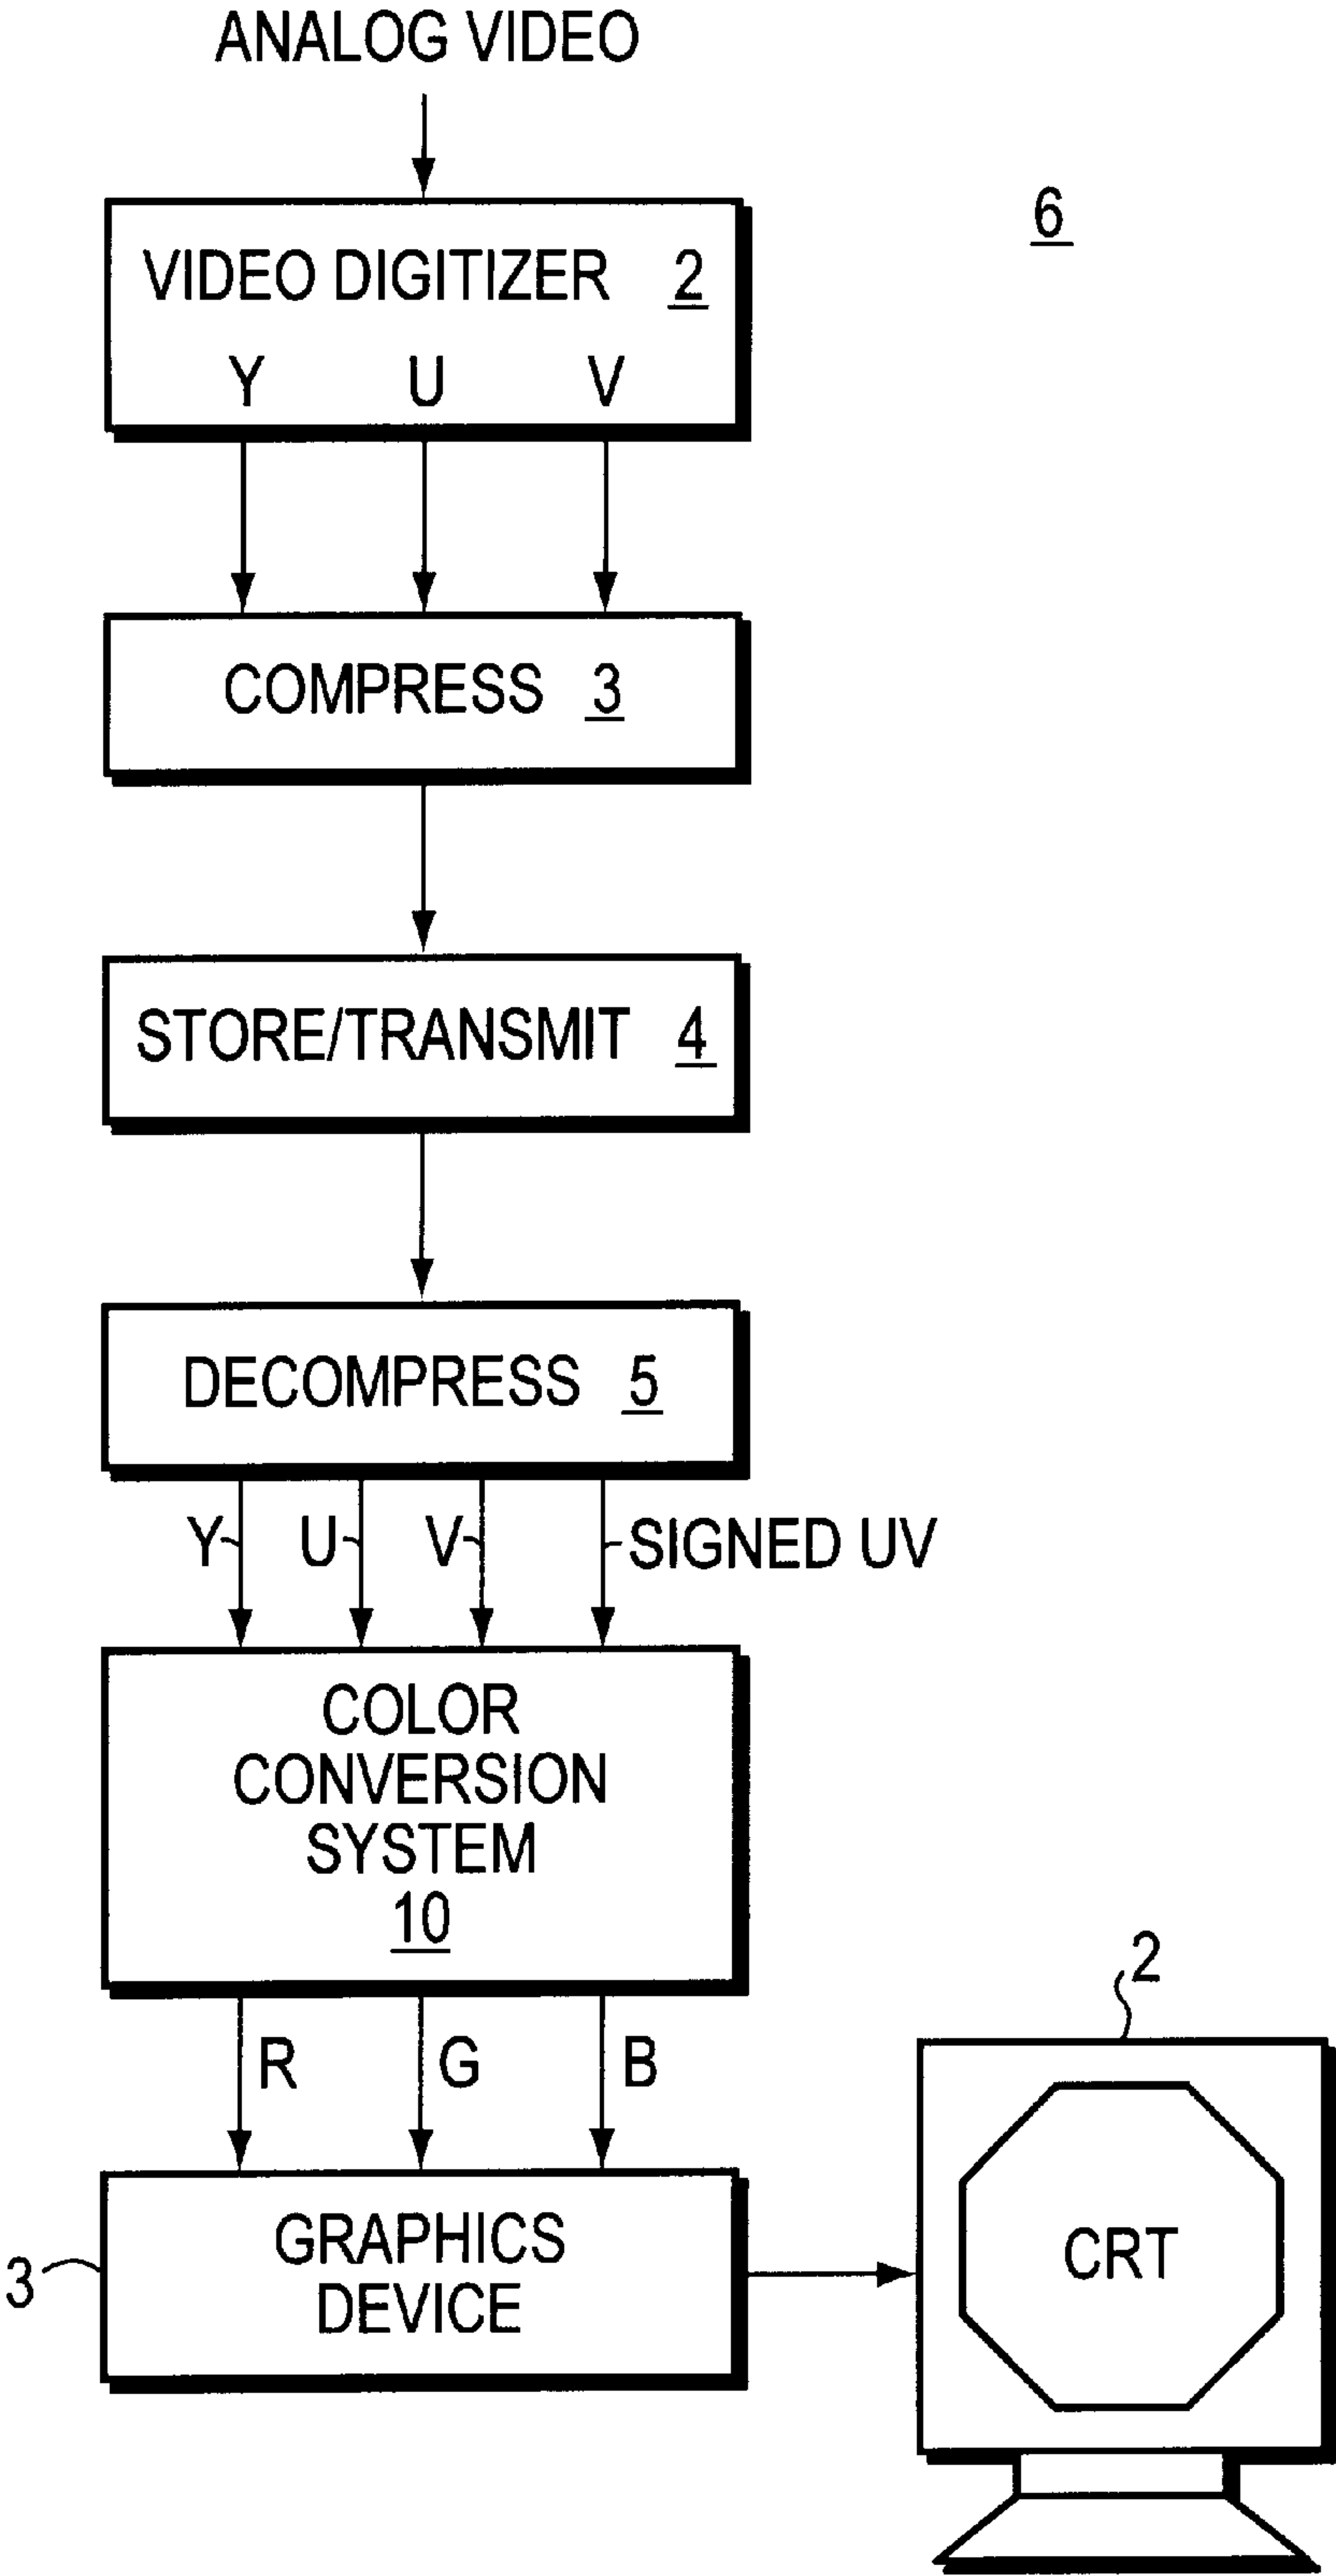 ANALOG VIDEO
6
VIDEO DIGITIZER 2
Y U V
COMPRESS 3
STORE/TRANSMIT 4
DECOMPRESS 5
Y U V SIGNED UV
COLOR
CONVERSION
SYSTEM
10
R G B
2
GRAPHICS
DEVICE
3
CRT